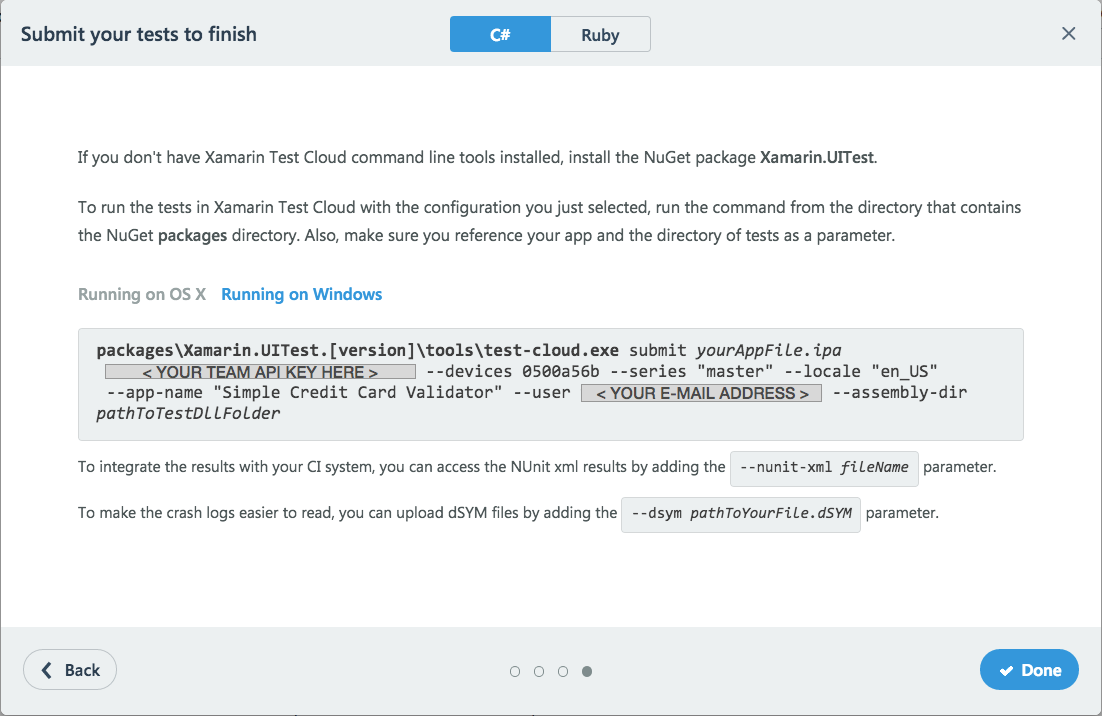 Submit your tests to finish
C#
Ruby
If you don't have Xamarin Test Cloud command line tools installed, install the NuGet package Xamarin.UITest.
To run the tests in Xamarin Test Cloud with the configuration you just selected, run the command from the directory that contains
the NuGet packages directory. Also, make sure you reference your app and the directory of tests as a parameter.
Running on OS X Running on Windows
packages\Xamarin.UITest.[version]\tools\test-cloud.exe submit yourAppFile.ipa
< YOUR TEAM API KEY HERE > --devices 0500a56b --series "master" --locale "en_US"
--app-name "Simple Credit Card Validator" --user < YOUR E-MAIL ADDRESS > --assembly-dir
pathToTestDllFolder
To integrate the results with your CI system, you can access the NUnit xml results by adding the --nunit-xml fileName parameter.
To make the crash logs easier to read, you can upload dSYM files by adding the --dsym pathToYourFile.dSYM parameter.
Back
Done